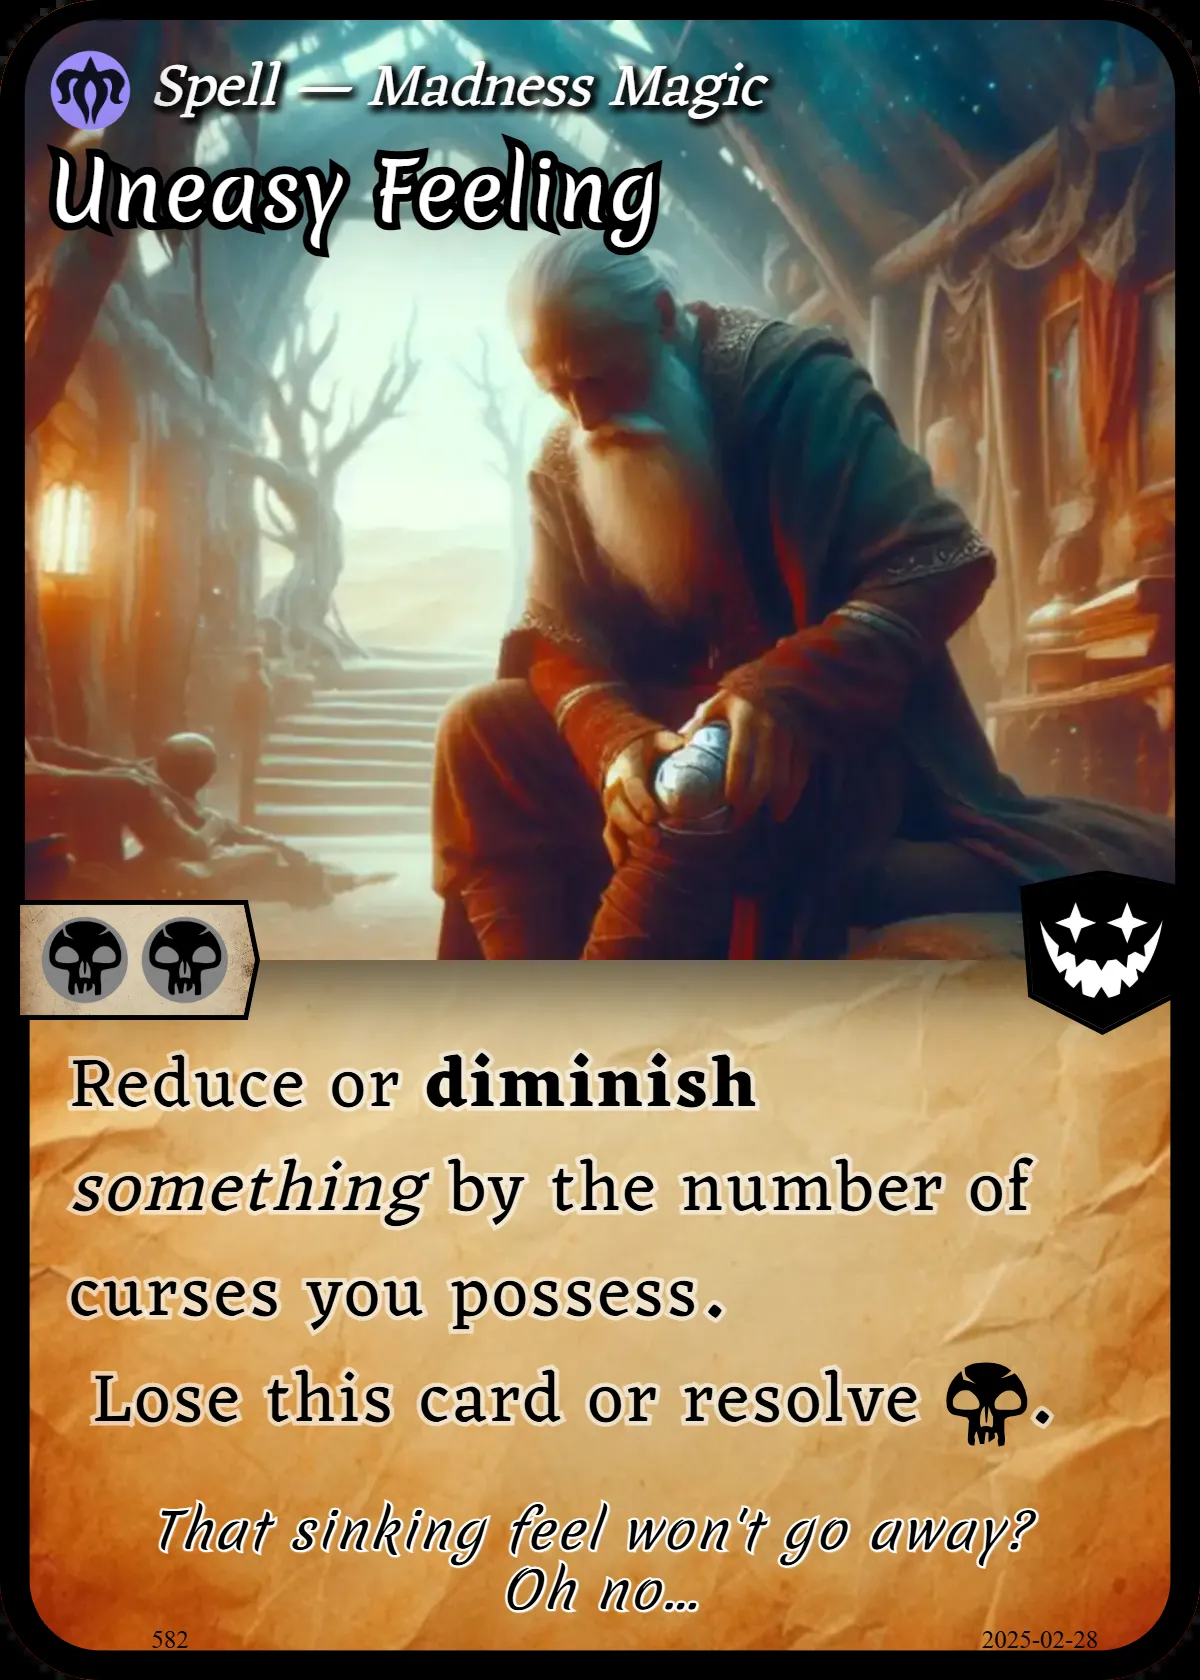 Spell — Madness Magic
Uneasy Feeling
Reduce or diminish
something by the number of
curses you possess.
Lose this card or resolve .
That sinking feel won't go away?
Oh no...
582
2025-02-28